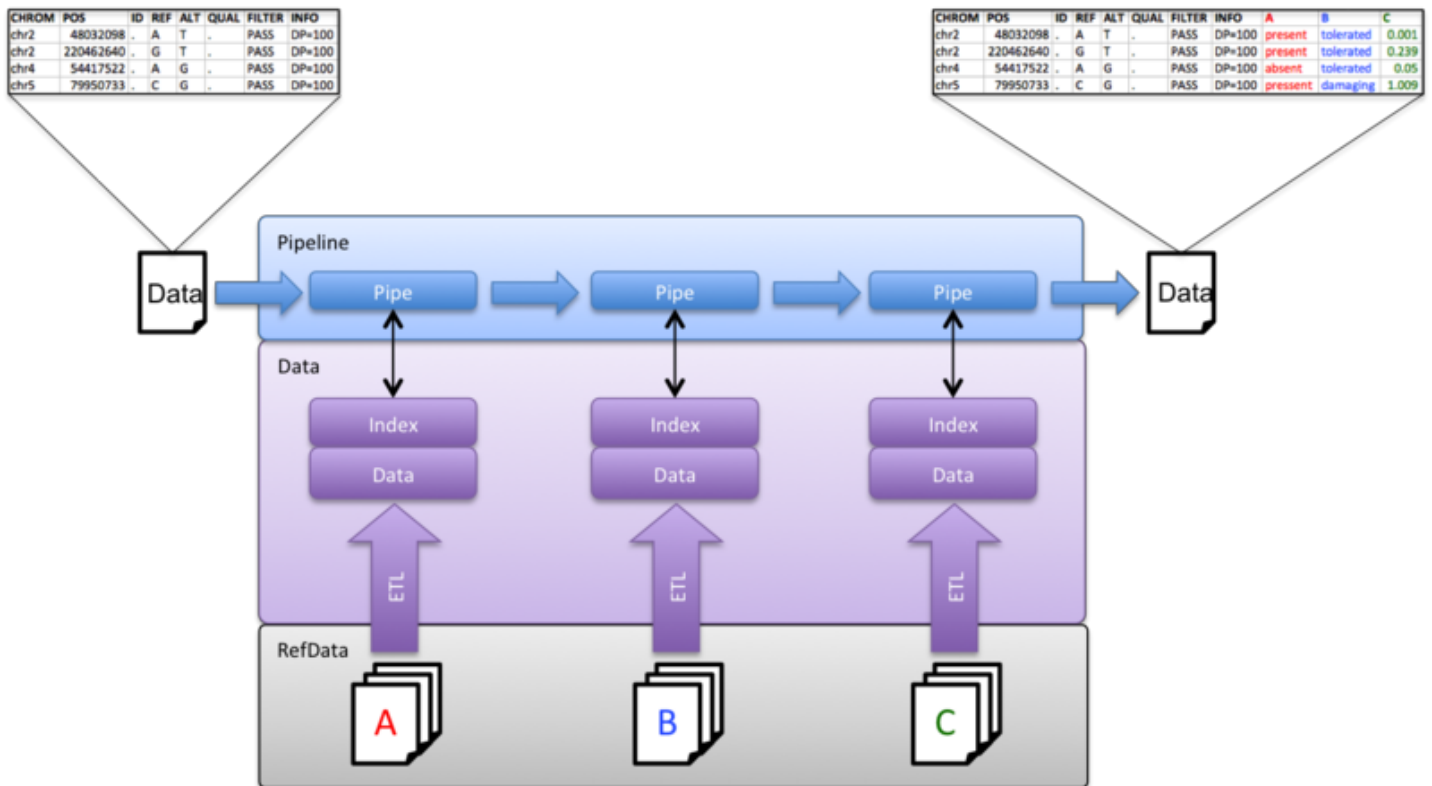 CHROM POS ID REF ALT QUAL FILTER INFO
chr2 48032098 . A T . PASS DP=100
chr2 220462640 . G T . PASS DP=100
chr4 54417522 . A G . PASS DP=100
chr5 79950733 . C G . PASS DP=100
CHROM POS ID REF ALT QUAL FILTER INFO A B C
chr2 48032098 . A T . PASS DP=100 present tolerated 0.001
chr2 220462640 . G T . PASS DP=100 present tolerated 0.239
chr4 54417522 . A G . PASS DP=100 absent tolerated 0.05
chr5 79950733 . C G . PASS DP=100 pressent damaging 1.009
Pipeline
Data Pipe Pipe Pipe Data
Data
Index Index Index
Data Data Data
ETL ETL ETL
RefData
A B C